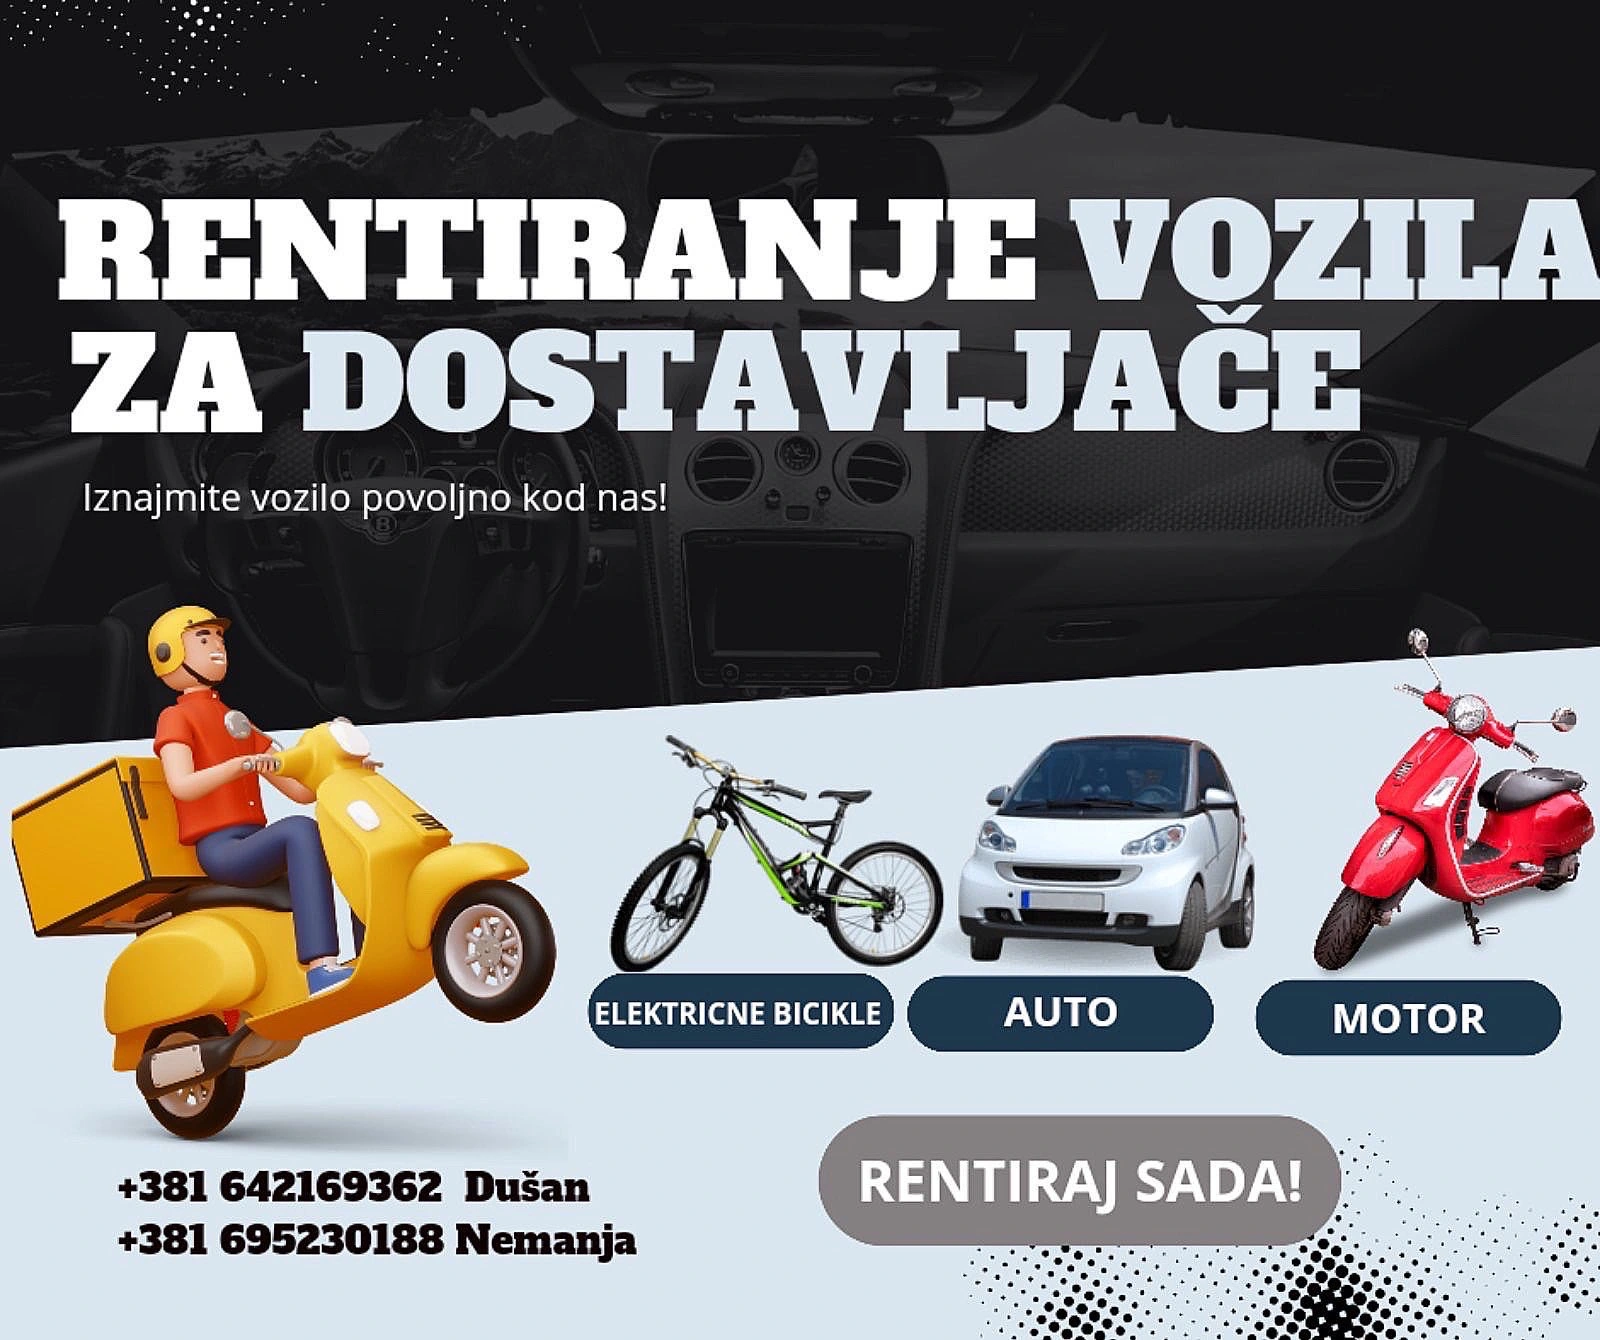 RENTIRANJE VOZILA
ZA DOSTAVLJAČE
Iznajmite vozilo povoljno kod nas!
ELEKTRICNE BICIKLE
AUTO
MOTOR
RENTIRAJ SADA!
+381 642169362 Dušan
+381 695230188 Nemanja